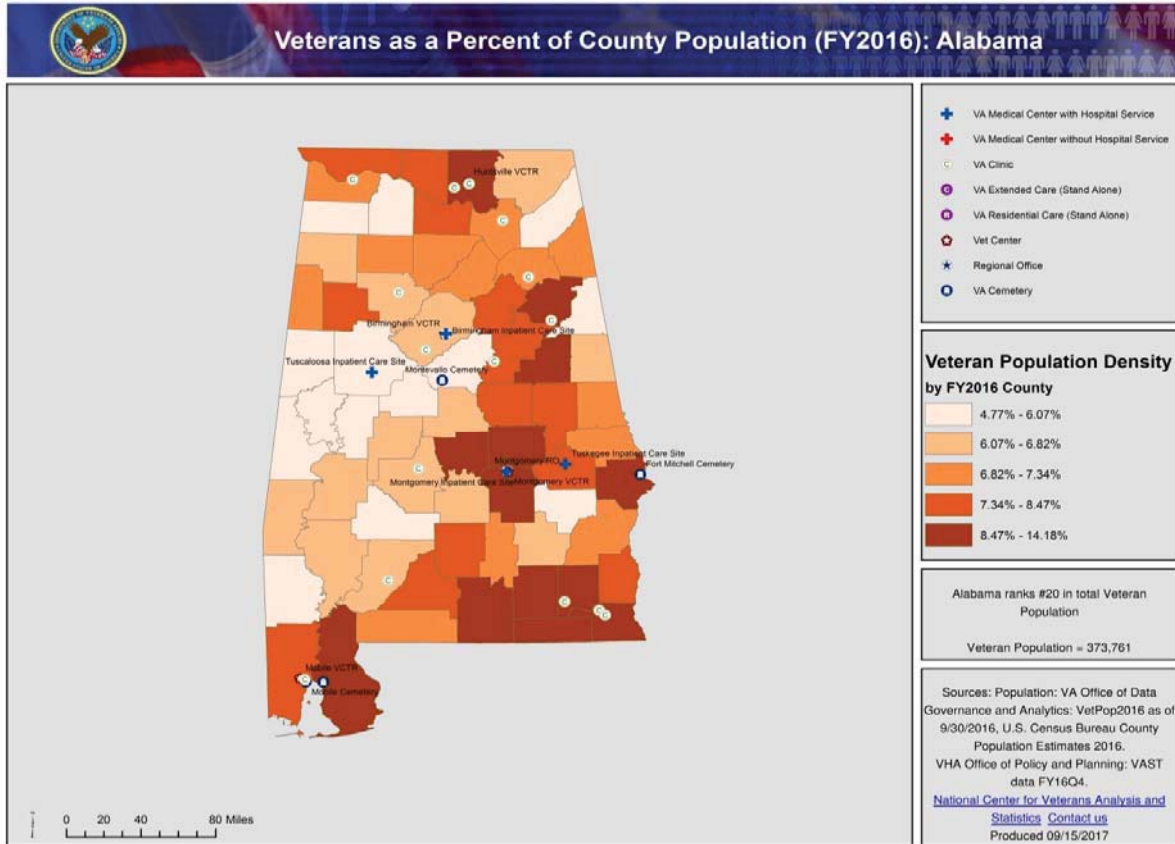 Veterans as a Percent of County Population (FY2016): Alabama
Huntsville VCTR
Birmingham VCTR
Birmingham Inpatient Care Site
Tuscaloosa Inpatient Care Site
Montevallo Cemetery
Montgomery RO
Tuskegee Inpatient Care Site
Fort Mitchell Cemetery
Montgomery Inpatient Care Site
Montgomery VCTR
Mobile VCTR
Mobile Cemetery
0 20 40 80 Miles
VA Medical Center with Hospital Service
VA Medical Center without Hospital Service
C VA Clinic
C VA Extended Care (Stand Alone)
R VA Residential Care (Stand Alone)
Vet Center
Regional Office
VA Cemetery
Veteran Population Density
by FY2016 County
4.77% - 6.07%
6.07% - 6.82%
6.82% - 7.34%
7.34% - 8.47%
8.47% - 14.18%
Alabama ranks #20 in total Veteran
Population
Veteran Population = 373,761
Sources: Population: VA Office of Data
Governance and Analytics: VetPop2016 as of
9/30/2016, U.S. Census Bureau County
Population Estimates 2016.
VHA Office of Policy and Planning: VAST
data FY16Q4.
National Center for Veterans Analysis and
Statistics Contact us
Produced 09/15/2017